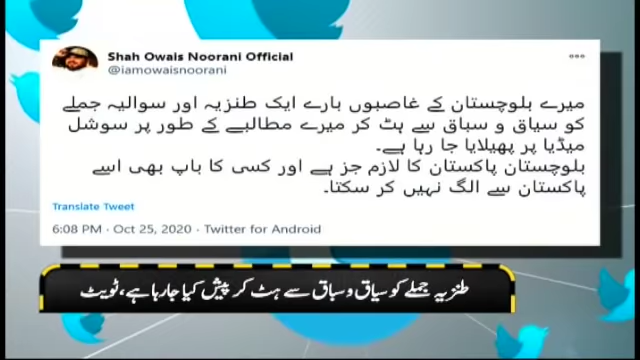 Shah Owais Noorani Official
@iamowaisnoorani
میرے بلوچستان کے غاصبوں بارے ایک طنزیہ اور سوالیہ جملے
کو سیاق و سباق سے ہٹ کر میرے مطالبے کے طور پر سوشل
میڈیا پر پھیلایا جا رہا ہے۔
بلوچستان پاکستان کا لازم جز ہے اور کسی کا باپ بھی اسے
پاکستان سے الگ نہیں کر سکتا۔
Translate Tweet
6:08 PM · Oct 25, 2020 · Twitter for Android
طنزیہ جملے کو سیاق و سباق سے ہٹ کر پیش کیا جا رہا ہے، ٹویٹ